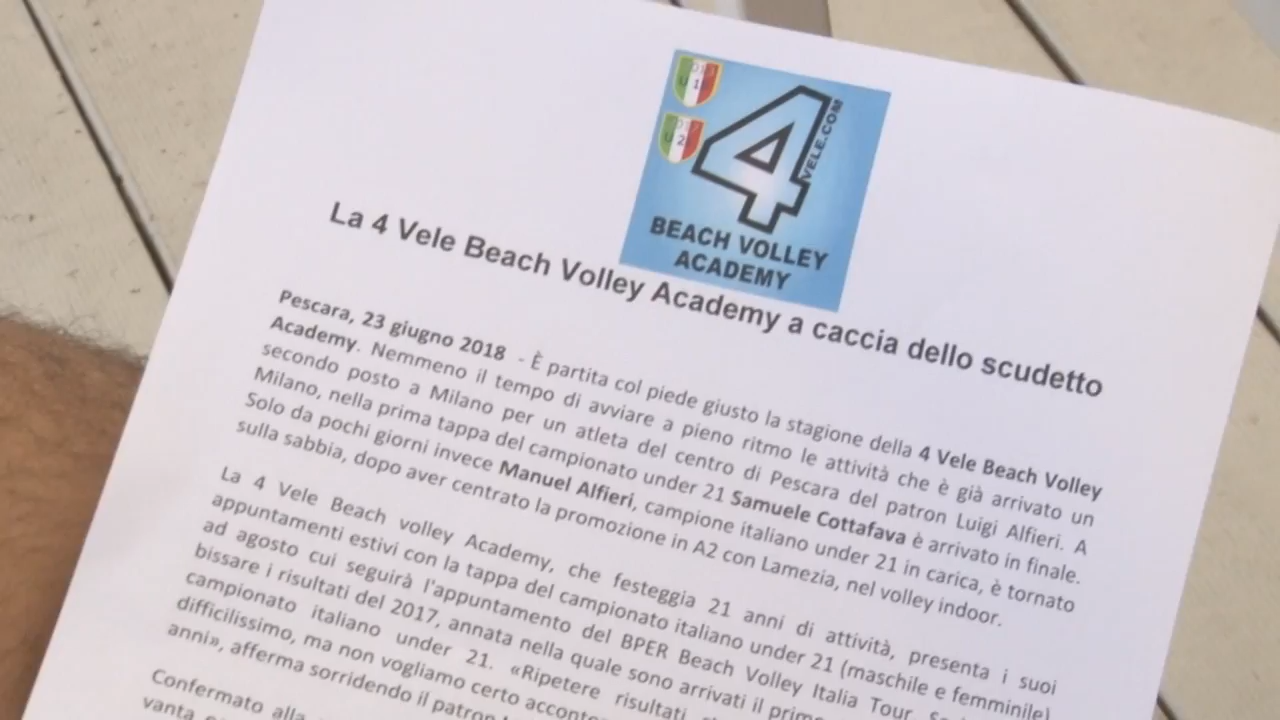 U 1
U 2
4
VELE.COM
BEACH VOLLEY
ACADEMY
La 4 Vele Beach Volley Academy a caccia dello scudetto
Pescara, 23 giugno 2018 - È partita col piede giusto la stagione della 4 Vele Beach Volley
Academy. Nemmeno il tempo di avviare a pieno ritmo le attività che è già arrivato un
secondo posto a Milano per un atleta del centro di Pescara del patron Luigi Alfieri. A
Milano, nella prima tappa del campionato under 21 Samuele Cottafava è arrivato in finale.
Solo da pochi giorni invece Manuel Alfieri, campione italiano under 21 in carica, è tornato
sulla sabbia, dopo aver centrato la promozione in A2 con Lamezia, nel volley indoor.
La 4 Vele Beach volley Academy, che festeggia 21 anni di attività, presenta i suoi
appuntamenti estivi con la tappa del campionato italiano under 21 (maschile e femminile)
ad agosto cui seguirà l'appuntamento del BPER Beach Volley Italia Tour.
bissare i risultati del 2017, annata nella quale sono arrivati il
campionato italiano under 21. «Ripetere risultati
difficilissimo, ma non vogliamo certo
anni», afferma sorridendo il patron
Confermato alla
vanta